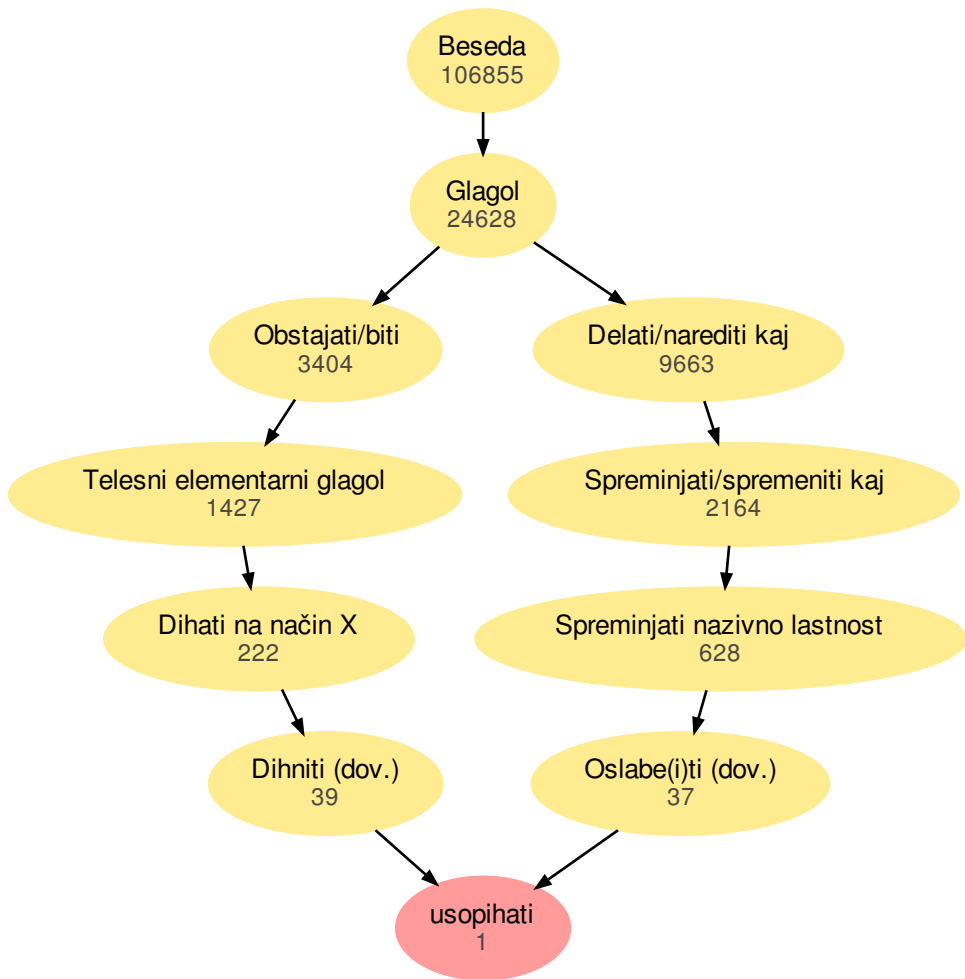 Beseda
106855
Glagol
24628
Obstajati/biti
3404
Delati/narediti kaj
9663
Telesni elementarni glagol
1427
Spreminjati/spremeniti kaj
2164
Dihati na način X
222
Spreminjati nazivno lastnost
628
Dihniti (dov.)
39
Oslabe(i)ti (dov.)
37
usopihati
1